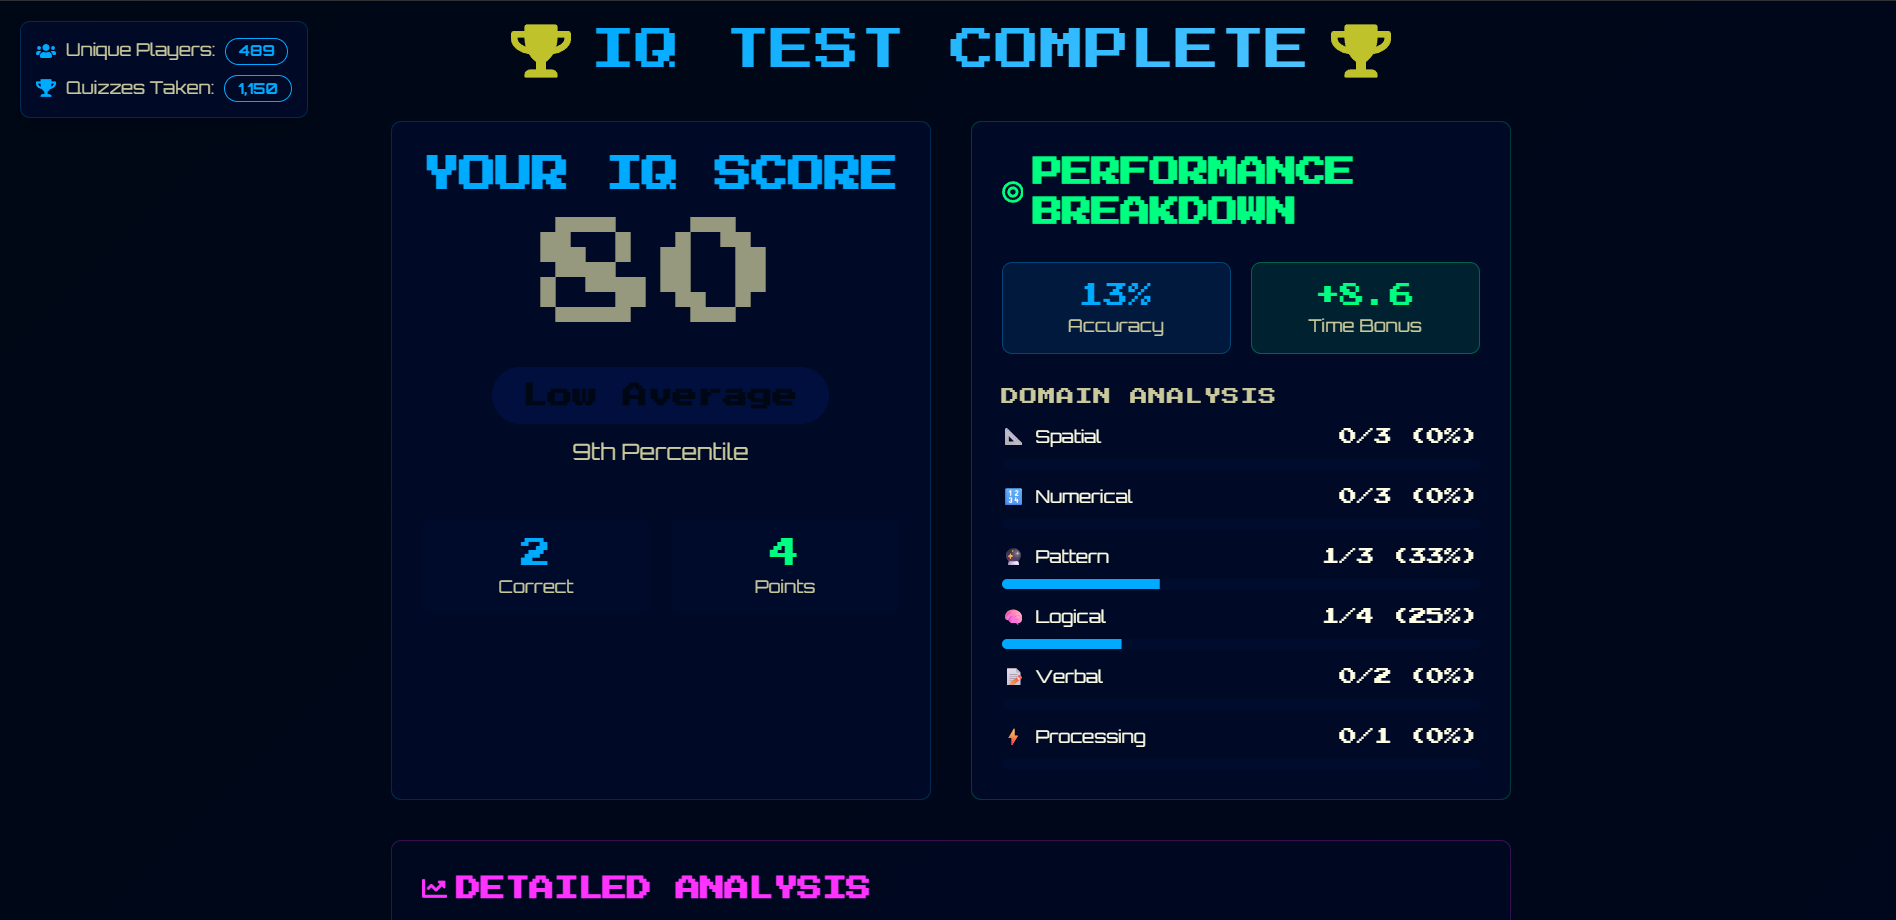 Unique Players: 489
Quizzes Taken: 1,150
IQ TEST COMPLETE
YOUR IQ SCORE
80
Low Average
9th Percentile
2
Correct
4
Points
PERFORMANCE
BREAKDOWN
13%
Accuracy
+8.6
Time Bonus
DOMAIN ANALYSIS
Spatial 0/3 (0%)
Numerical 0/3 (0%)
Pattern 1/3 (33%)
Logical 1/4 (25%)
Verbal 0/2 (0%)
Processing 0/1 (0%)
DETAILED ANALYSIS